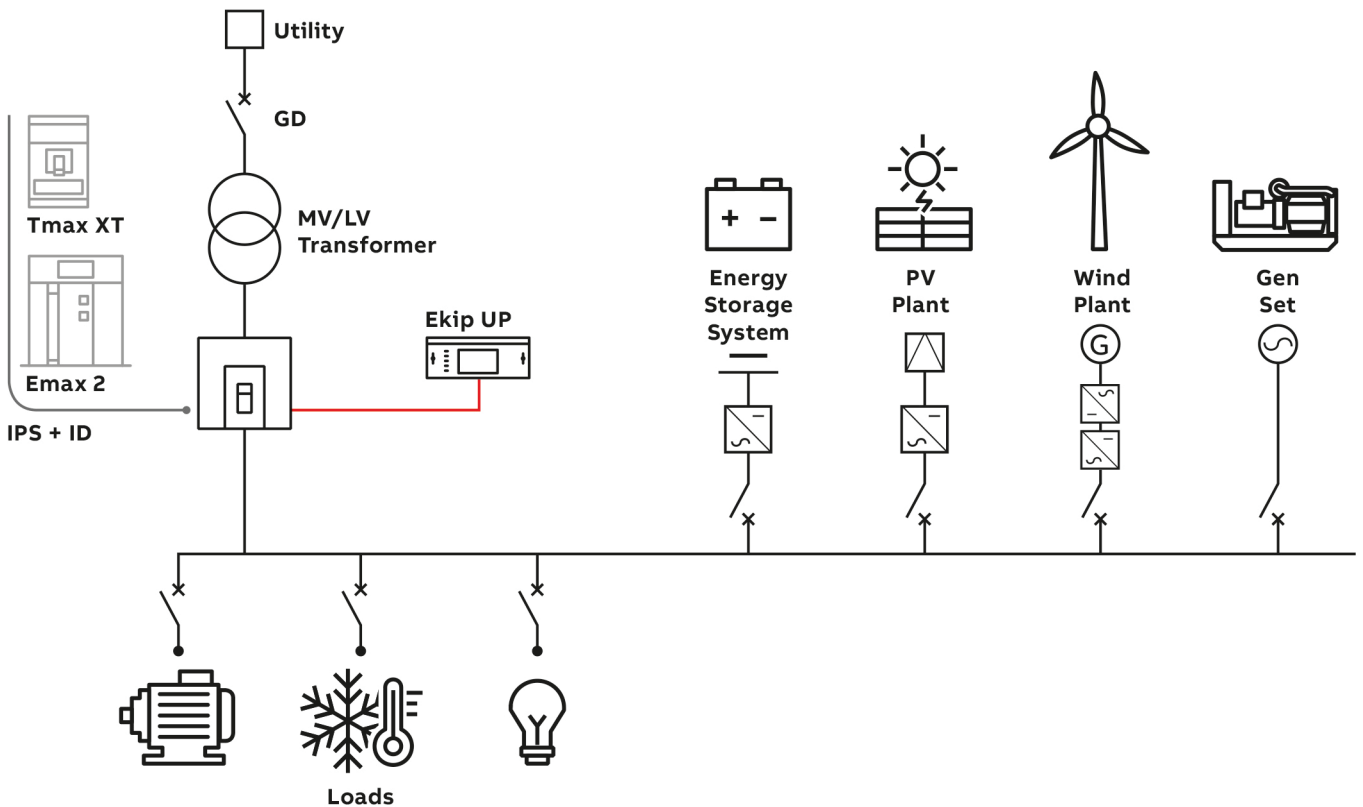 Utility
GD
Tmax XT
MV/LV
Transformer
Emax 2
IPS + ID
Ekip UP
Energy
Storage
System
PV
Plant
Wind
Plant
Gen
Set
G
Loads